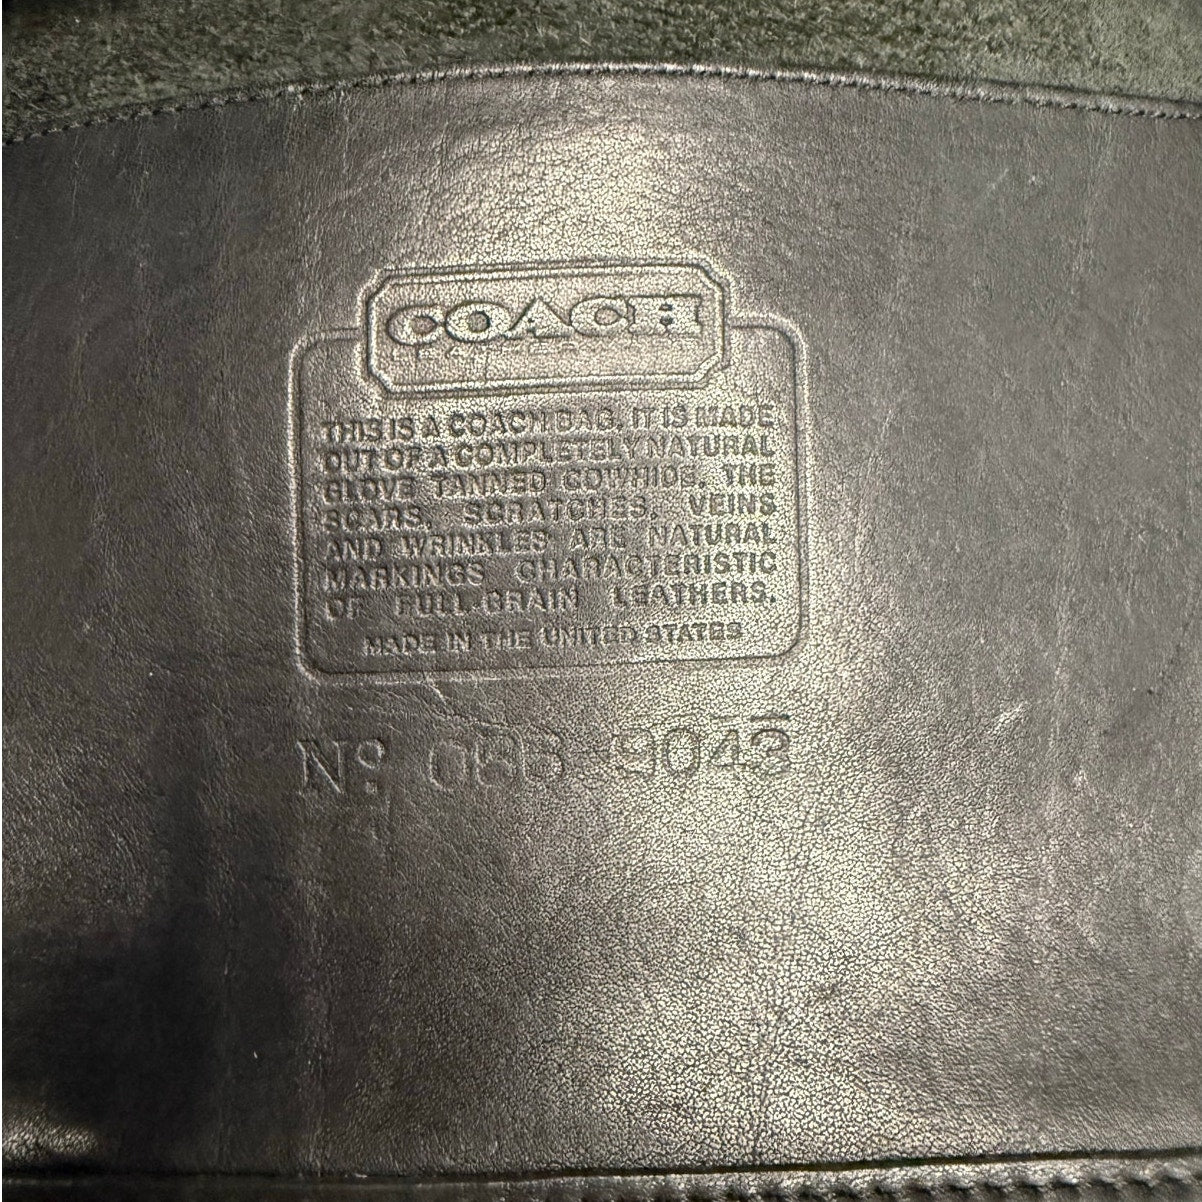 COACH
THIS IS A COACH BAG. IT IS MADE
OUT OF A COMPLETELY NATURAL
GLOVE TANNED COWHIDE. THE
SCARS, SCRATCHES, VEINS
AND WRINKLES ARE NATURAL
MARKINGS CHARACTERISTIC
OF FULL-GRAIN LEATHERS.
MADE IN THE UNITED STATES
No. 9043